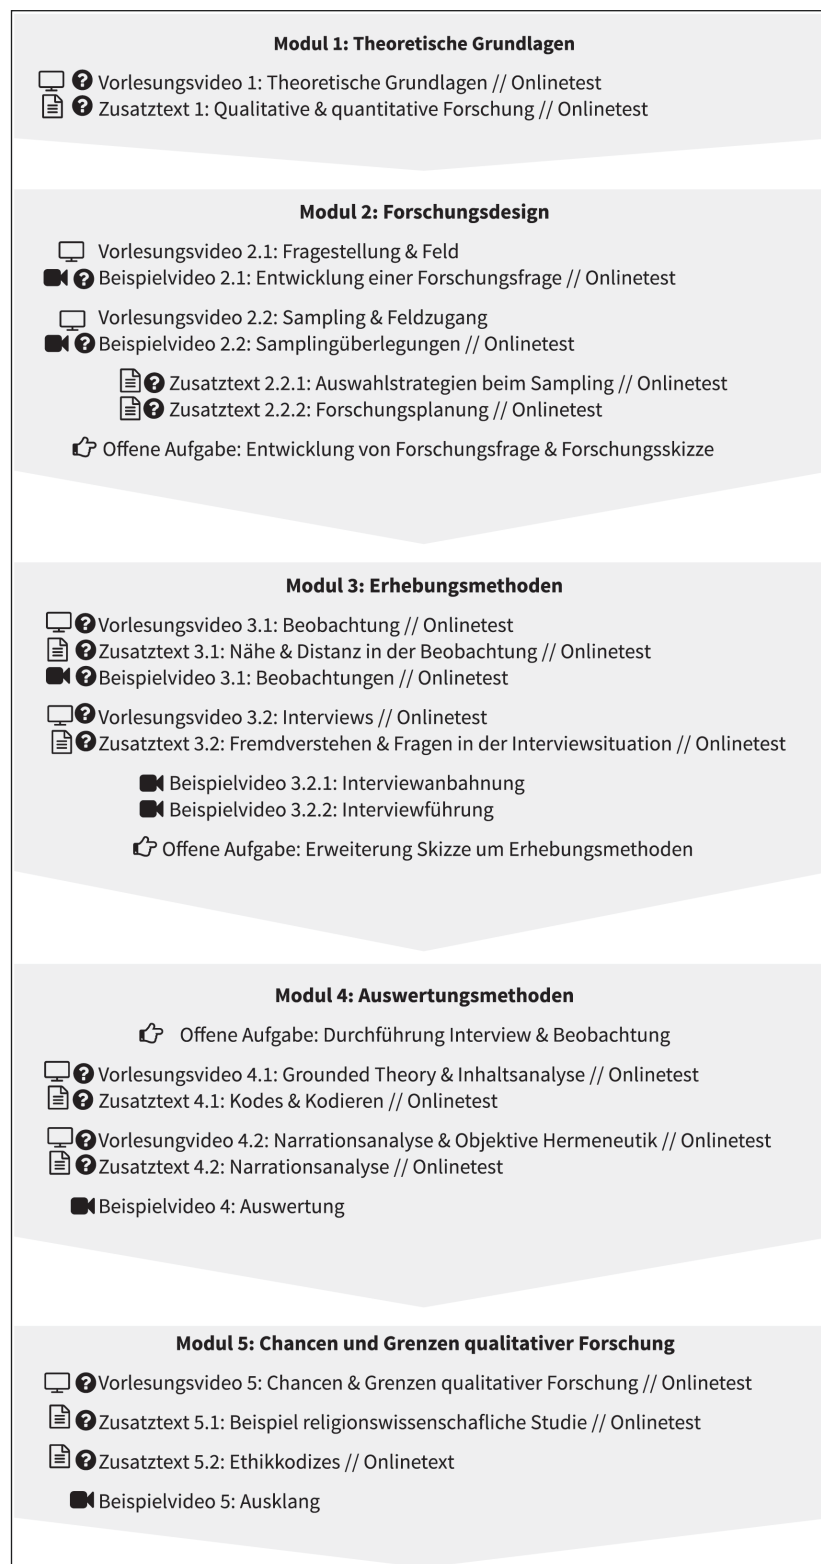 Modul 1: Theoretische Grundlagen
Vorlesungsvideo 1: Theoretische Grundlagen // Onlinetest
Zusatztext 1: Qualitative & quantitative Forschung // Onlinetest
Modul 2: Forschungsdesign
Vorlesungsvideo 2.1: Fragestellung & Feld
Beispielvideo 2.1: Entwicklung einer Forschungsfrage // Onlinetest
Vorlesungsvideo 2.2: Sampling & Feldzugang
Beispielvideo 2.2: Samplingüberlegungen // Onlinetest
Zusatztext 2.2.1: Auswahlstrategien beim Sampling // Onlinetest
Zusatztext 2.2.2: Forschungsplanung // Onlinetest
Offene Aufgabe: Entwicklung von Forschungsfrage & Forschungsskizze
Modul 3: Erhebungsmethoden
Vorlesungsvideo 3.1: Beobachtung // Onlinetest
Zusatztext 3.1: Nähe & Distanz in der Beobachtung // Onlinetest
Beispielvideo 3.1: Beobachtungen // Onlinetest
Vorlesungsvideo 3.2: Interviews // Onlinetest
Zusatztext 3.2: Fremdverstehen & Fragen in der Interviewsituation // Onlinetest
Beispielvideo 3.2.1: Interviewanbahnung
Beispielvideo 3.2.2: Interviewführung
Offene Aufgabe: Erweiterung Skizze um Erhebungsmethoden
Modul 4: Auswertungsmethoden
Offene Aufgabe: Durchführung Interview & Beobachtung
Vorlesungsvideo 4.1: Grounded Theory & Inhaltsanalyse // Onlinetest
Zusatztext 4.1: Kodes & Kodieren // Onlinetest
Vorlesungvideo 4.2: Narrationsanalyse & Objektive Hermeneutik // Onlinetest
Zusatztext 4.2: Narrationsanalyse // Onlinetest
Beispielvideo 4: Auswertung
Modul 5: Chancen und Grenzen qualitativer Forschung
Vorlesungsvideo 5: Chancen & Grenzen qualitativer Forschung // Onlinetest
Zusatztext 5.1: Beispiel religionswissenschafliche Studie // Onlinetest
Zusatztext 5.2: Ethikkodizes // Onlinetext
Beispielvideo 5: Ausklang